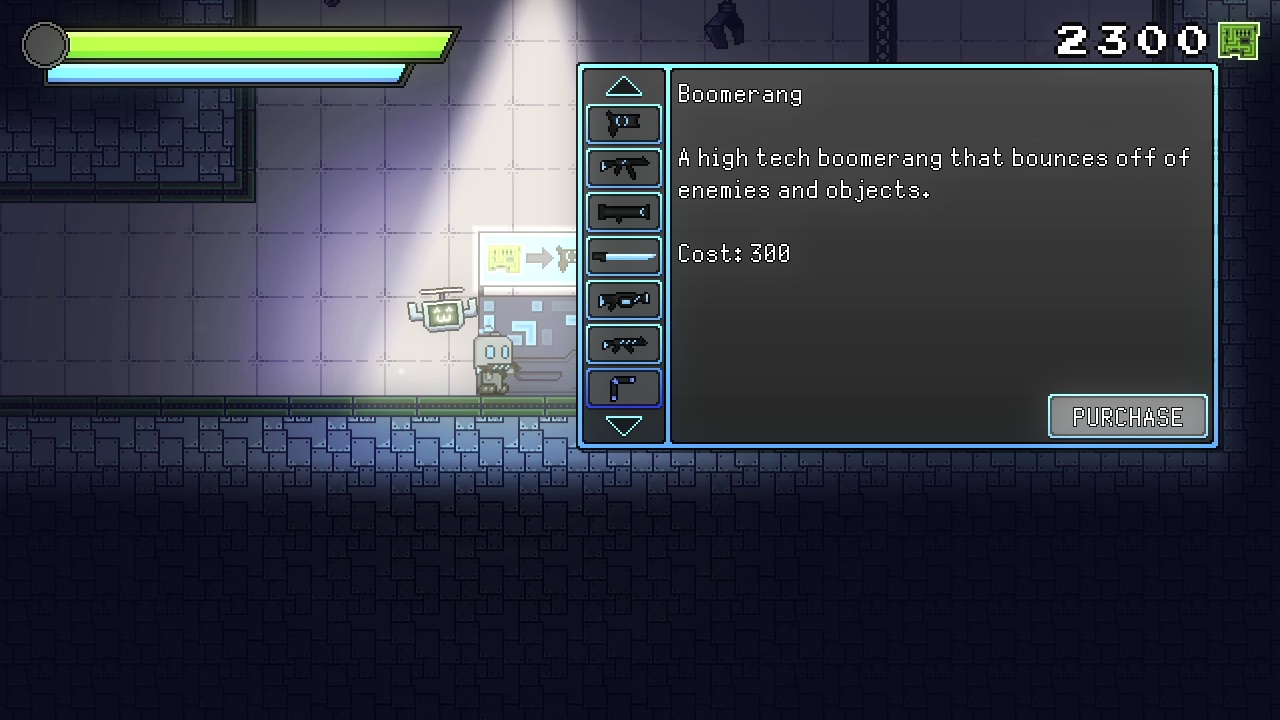 2300
Boomerang
A high tech boomerang that bounces off of
enemies and objects.
Cost: 300
PURCHASE